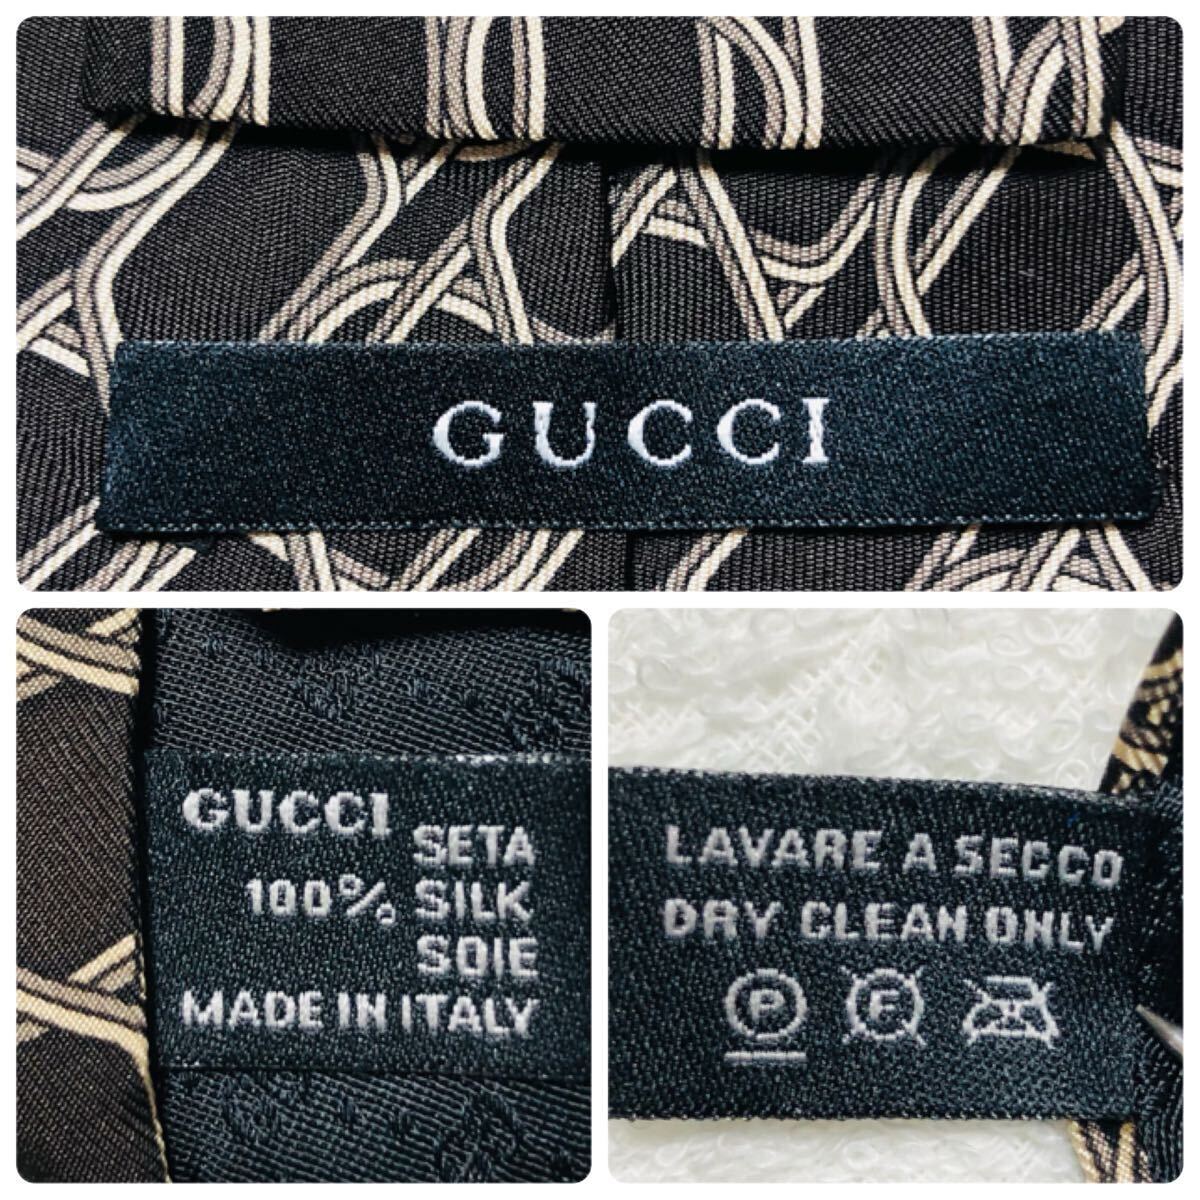 GUCCI
GUCCI
SETA
100% SILK
SOIE
MADE IN ITALY
LAVARE A SECCO
DRY CLEAN ONLY
P F